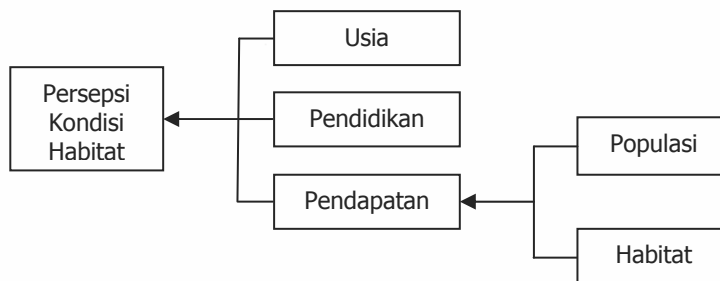 Usia
Persepsi
Kondisi
Habitat
Pendidikan
Populasi
Pendapatan
Habitat